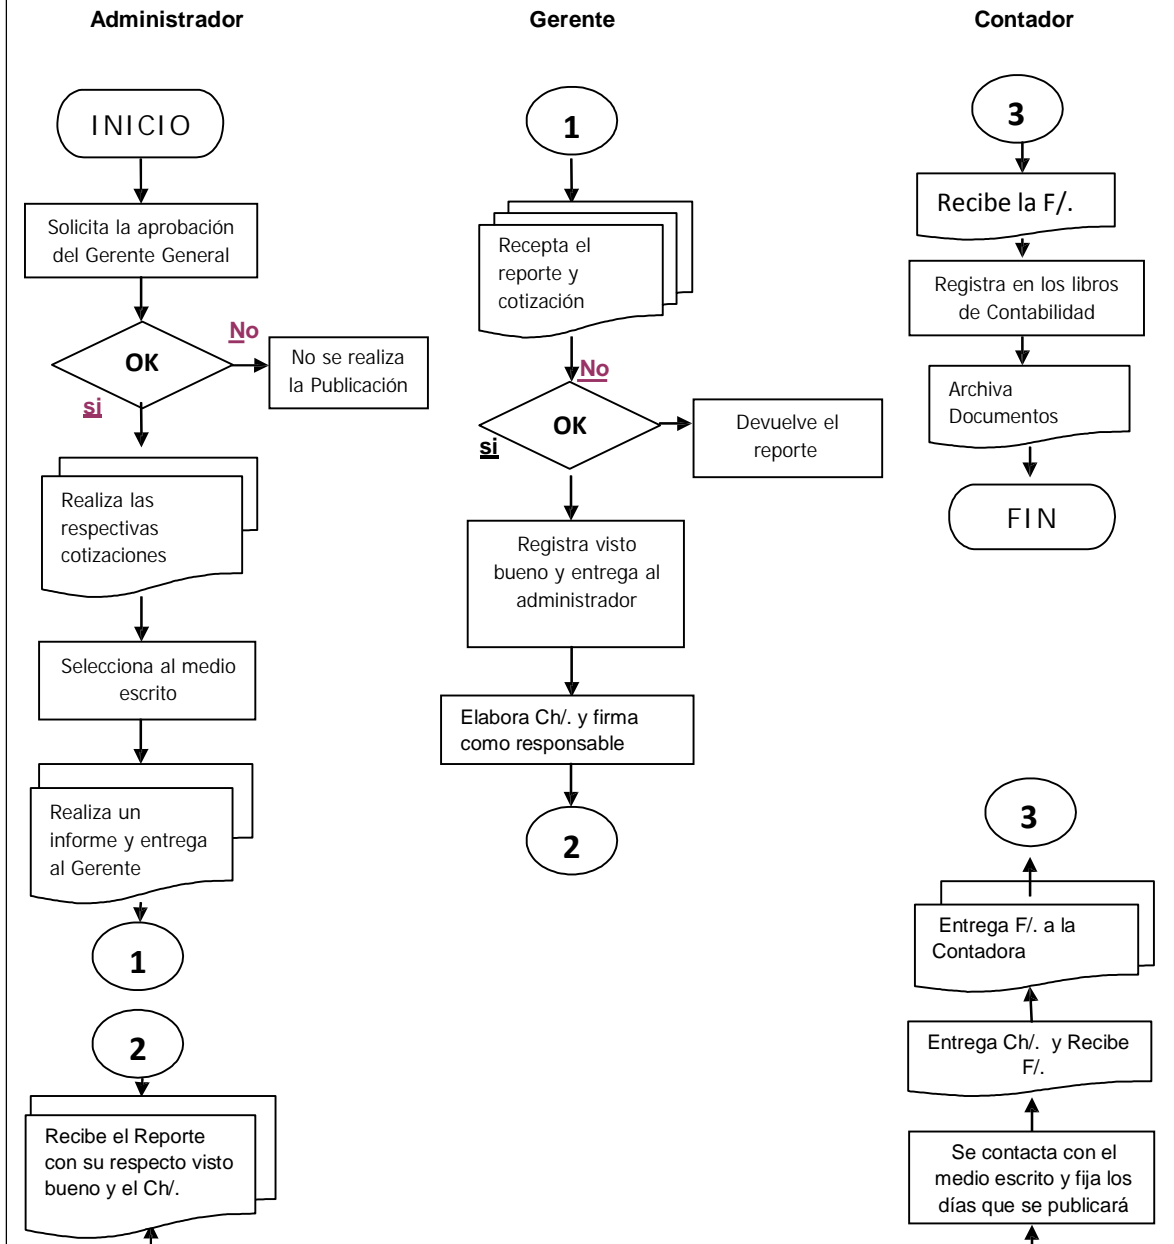 Administrador
Gerente
Contador
INICIO
Solicita la aprobación
del Gerente General
OK
No
si
No se realiza
la Publicación
Realiza las
respectivas
cotizaciones
Selecciona al medio
escrito
Realiza un
informe y entrega
al Gerente
1
2
Recibe el Reporte
con su respecto visto
bueno y el Ch/.
1
Recepta el
reporte y
cotización
No
OK
si
Devuelve el
reporte
Registra visto
bueno y entrega al
administrador
Elabora Ch/. y firma
como responsable
2
3
Recibe la F/.
Registra en los libros
de Contabilidad
Archiva
Documentos
FIN
3
Entrega F/. a la
Contadora
Entrega Ch/. y Recibe
F/.
Se contacta con el
medio escrito y fija los
días que se publicará